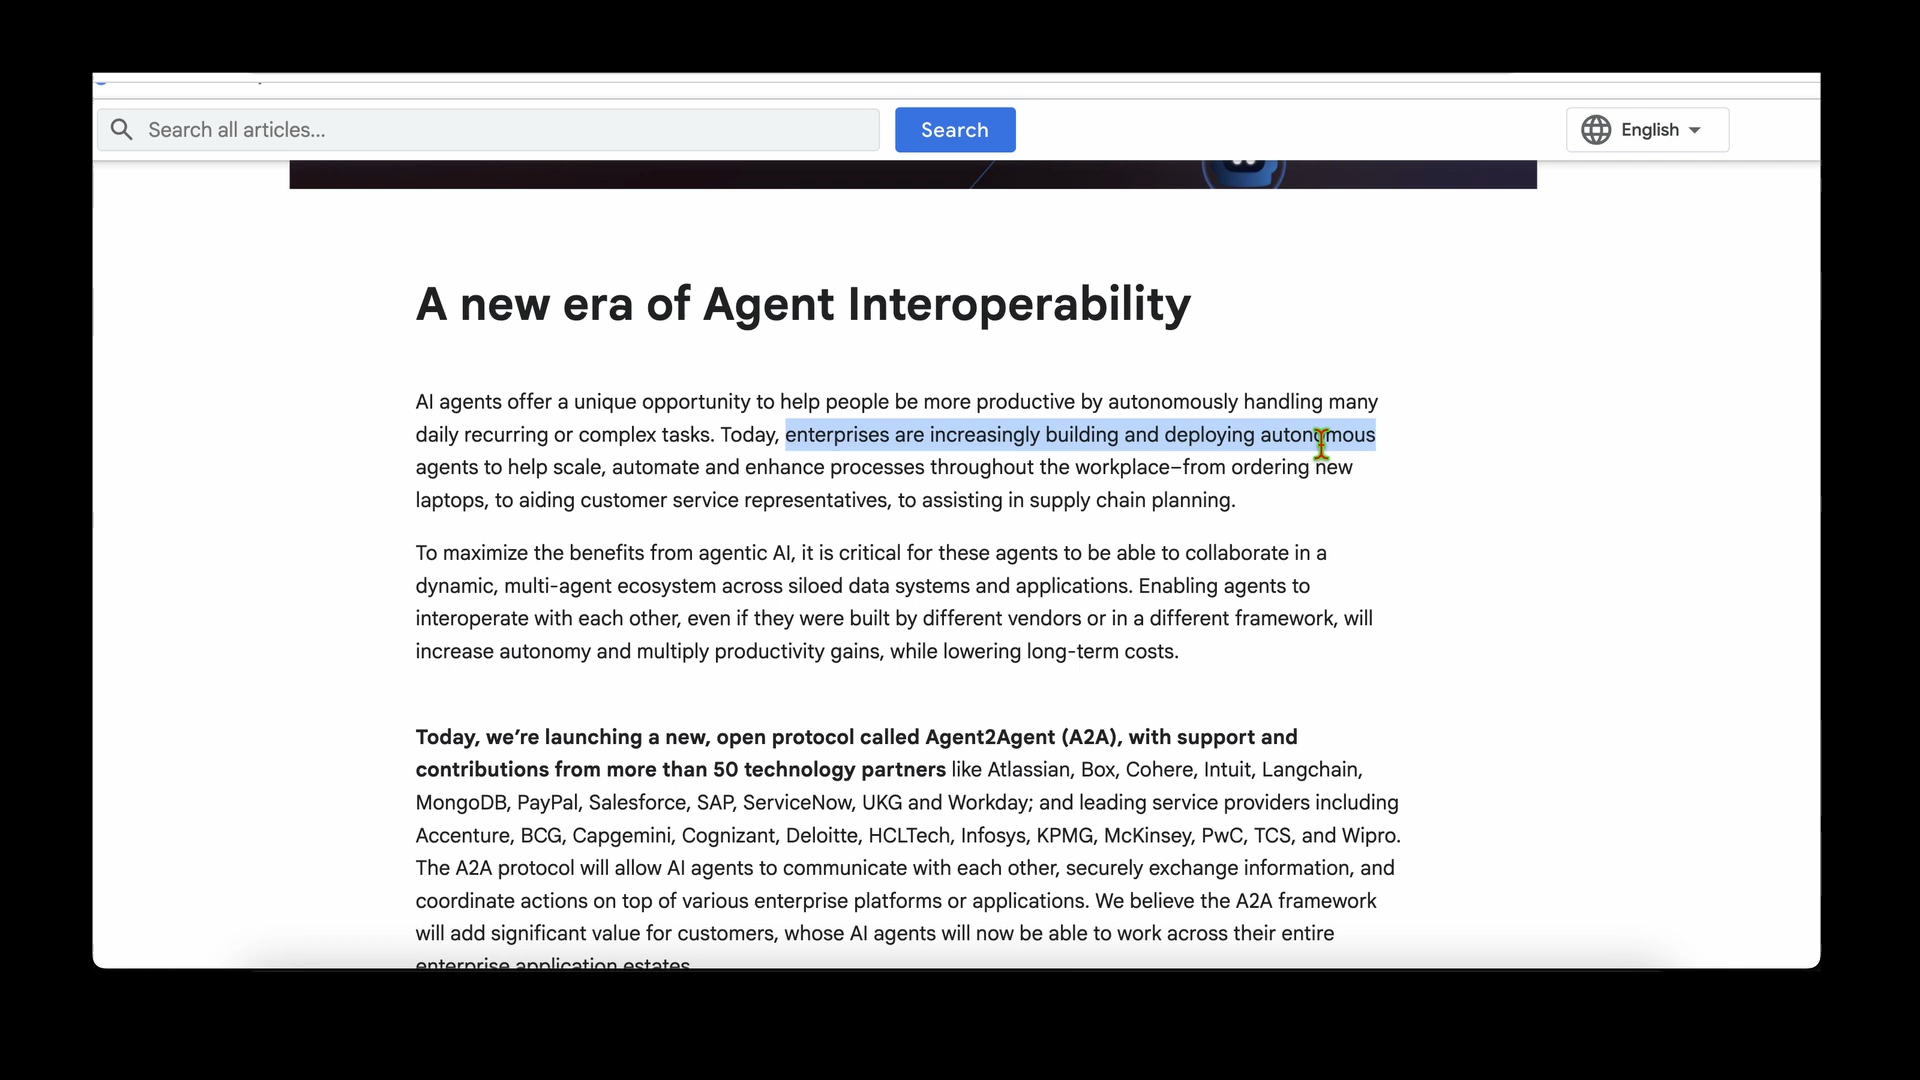 Search all articles...
Search
English
A new era of Agent Interoperability
AI agents offer a unique opportunity to help people be more productive by autonomously handling many
daily recurring or complex tasks. Today, enterprises are increasingly building and deploying autonomous
agents to help scale, automate and enhance processes throughout the workplace–from ordering new
laptops, to aiding customer service representatives, to assisting in supply chain planning.
To maximize the benefits from agentic AI, it is critical for these agents to be able to collaborate in a
dynamic, multi-agent ecosystem across siloed data systems and applications. Enabling agents to
interoperate with each other, even if they were built by different vendors or in a different framework, will
increase autonomy and multiply productivity gains, while lowering long-term costs.
Today, we’re launching a new, open protocol called Agent2Agent (A2A), with support and
contributions from more than 50 technology partners like Atlassian, Box, Cohere, Intuit, Langchain,
MongoDB, PayPal, Salesforce, SAP, ServiceNow, UKG and Workday; and leading service providers including
Accenture, BCG, Capgemini, Cognizant, Deloitte, HCLTech, Infosys, KPMG, McKinsey, PwC, TCS, and Wipro.
The A2A protocol will allow AI agents to communicate with each other, securely exchange information, and
coordinate actions on top of various enterprise platforms or applications. We believe the A2A framework
will add significant value for customers, whose AI agents will now be able to work across their entire
enterprise application estates.